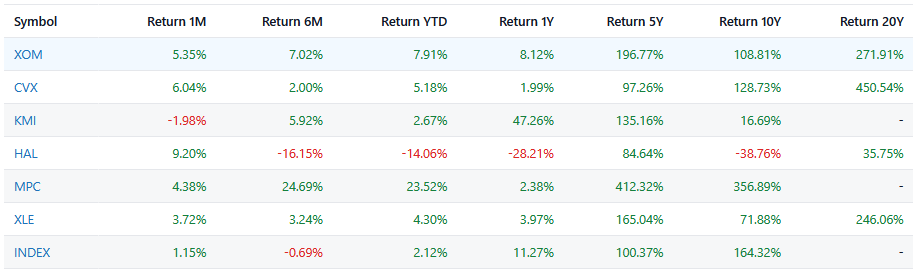 Symbol Return 1M Return 6M Return YTD Return 1Y Return 5Y Return 10Y Return 20Y
XOM 5.35% 7.02% 7.91% 8.12% 196.77% 108.81% 271.91%
CVX 6.04% 2.00% 5.18% 1.99% 97.26% 128.73% 450.54%
KMI -1.98% 5.92% 2.67% 47.26% 135.16% 16.69% -
HAL 9.20% -16.15% -14.06% -28.21% 84.64% -38.76% 35.75%
MPC 4.38% 24.69% 23.52% 2.38% 412.32% 356.89% -
XLE 3.72% 3.24% 4.30% 3.97% 165.04% 71.88% 246.06%
INDEX 1.15% -0.69% 2.12% 11.27% 100.37% 164.32% -